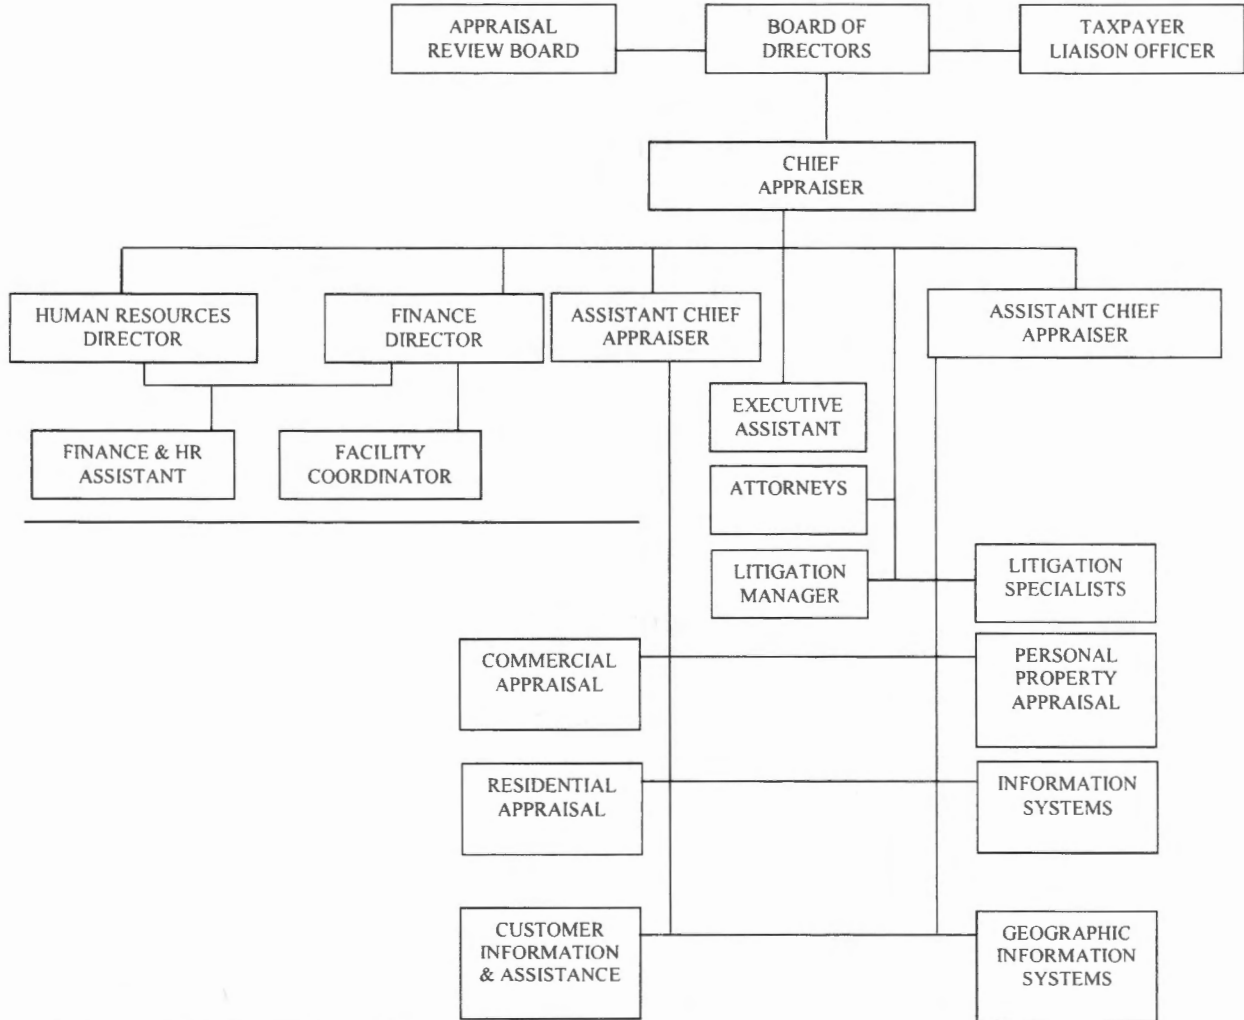 APPRAISAL
REVIEW BOARD
BOARD OF
DIRECTORS
TAXPAYER
LIAISON OFFICER
CHIEF
APPRAISER
HUMAN RESOURCES
DIRECTOR
FINANCE
DIRECTOR
ASSISTANT CHIEF
APPRAISER
ASSISTANT CHIEF
APPRAISER
EXECUTIVE
ASSISTANT
FINANCE & HR
ASSISTANT
FACILITY
COORDINATOR
ATTORNEYS
LITIGATION
MANAGER
LITIGATION
SPECIALISTS
COMMERCIAL
APPRAISAL
PERSONAL
PROPERTY
APPRAISAL
RESIDENTIAL
APPRAISAL
INFORMATION
SYSTEMS
CUSTOMER
INFORMATION
& ASSISTANCE
GEOGRAPHIC
INFORMATION
SYSTEMS